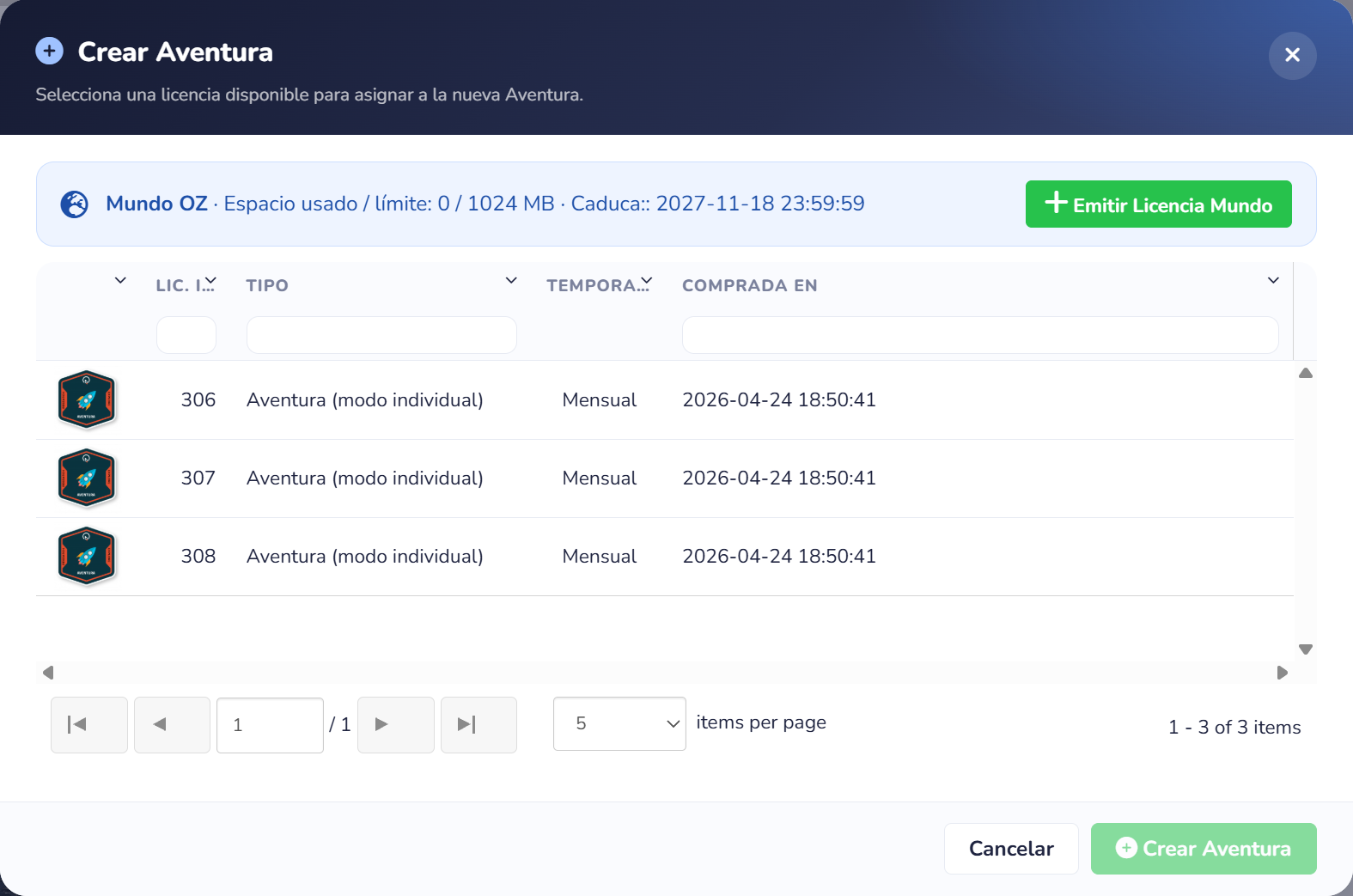 Crear Aventura
Selecciona una licencia disponible para asignar a la nueva Aventura.
Mundo OZ · Espacio usado / límite: 0 / 1024 MB · Caduca:: 2027-11-18 23:59:59
Emitir Licencia Mundo
LIC. I... TIPO TEMPORA... COMPRADA EN
AVENTURA 306 Aventura (modo individual) Mensual 2026-04-24 18:50:41
AVENTURA 307 Aventura (modo individual) Mensual 2026-04-24 18:50:41
AVENTURA 308 Aventura (modo individual) Mensual 2026-04-24 18:50:41
1 / 1 5 items per page 1 - 3 of 3 items
Cancelar Crear Aventura